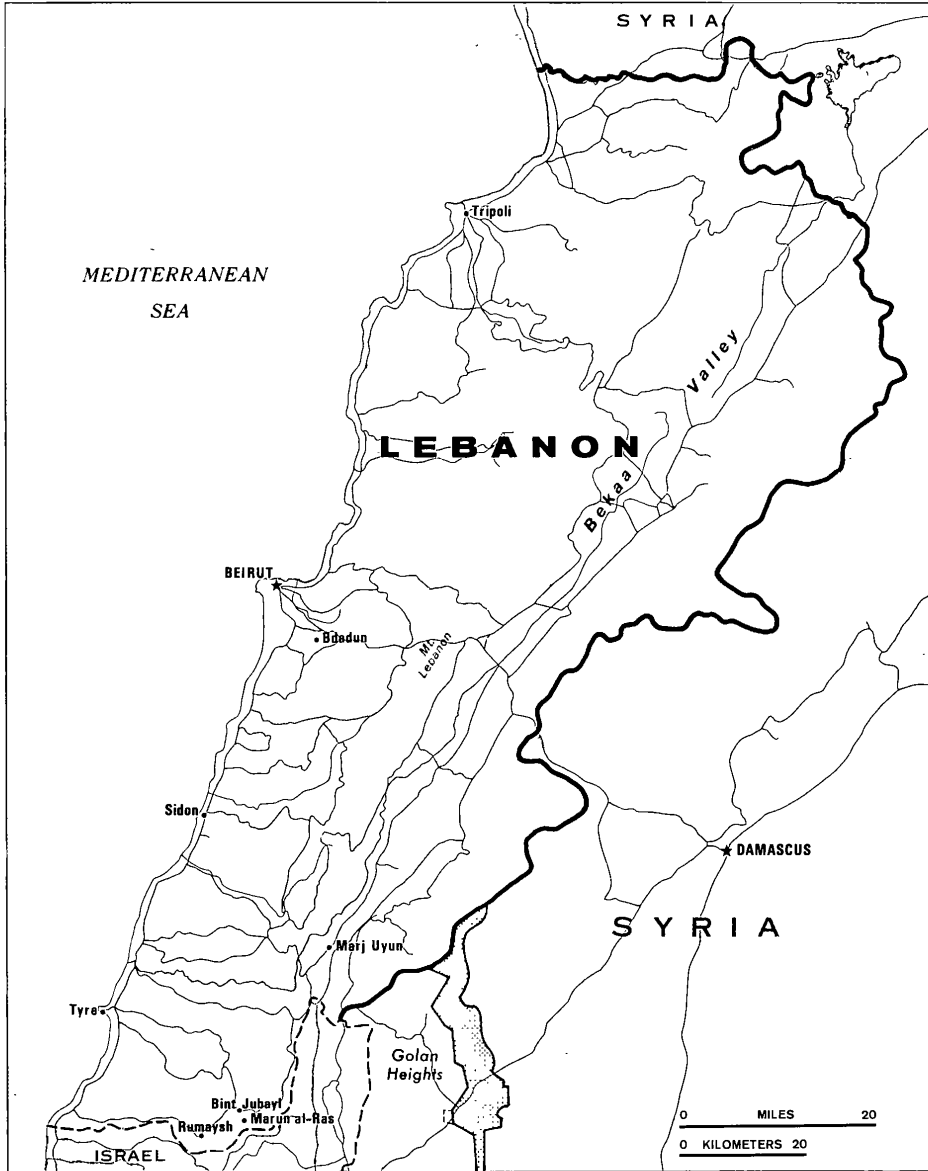 SYRIA
Tripoli
MEDITERRANEAN
SEA
Valley
LEBANON
Bekaa
BEIRUT
Bdadun
Mt.
Lebanon
Sidon
DAMASCUS
SYRIA
Marj Uyun
Tyre
Golan
Heights
Bint Jubayl
Marun al-Ras
Rumaysh
ISRAEL
0 MILES 20
0 KILOMETERS 20